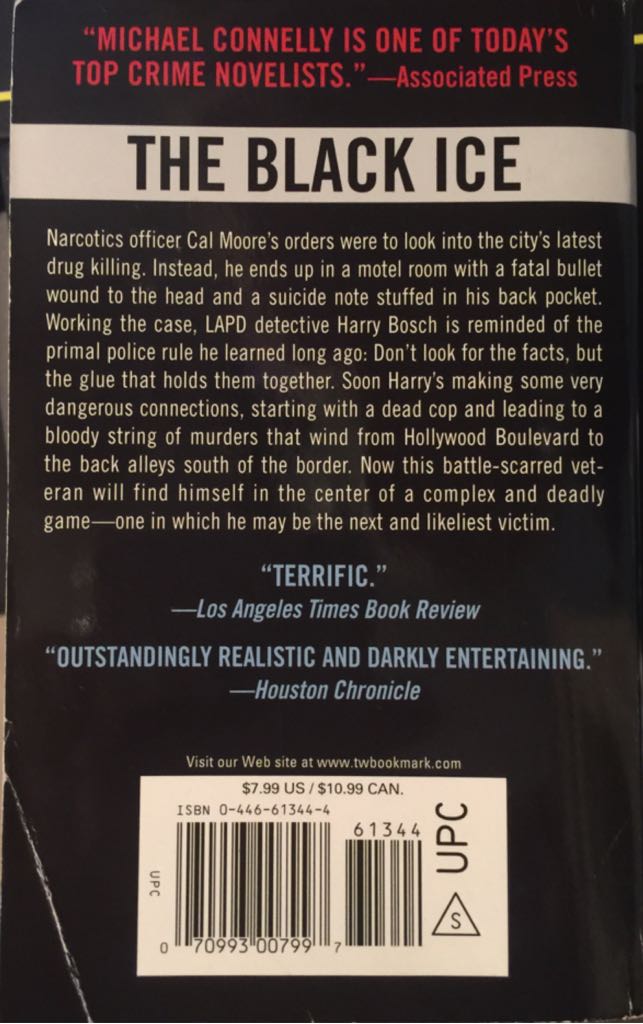 “MICHAEL CONNELLY IS ONE OF TODAY’S
TOP CRIME NOVELISTS.”—Associated Press
THE BLACK ICE
Narcotics officer Cal Moore’s orders were to look into the city’s latest
drug killing. Instead, he ends up in a motel room with a fatal bullet
wound to the head and a suicide note stuffed in his back pocket.
Working the case, LAPD detective Harry Bosch is reminded of the
primal police rule he learned long ago: Don’t look for the facts, but
the glue that holds them together. Soon Harry’s making some very
dangerous connections, starting with a dead cop and leading to a
bloody string of murders that wind from Hollywood Boulevard to
the back alleys south of the border. Now this battle-scarred vet-
eran will find himself in the center of a complex and deadly
game—one in which he may be the next and likeliest victim.
“TERRIFIC.”
—Los Angeles Times Book Review
“OUTSTANDINGLY REALISTIC AND DARKLY ENTERTAINING.”
—Houston Chronicle
Visit our Web site at www.twbookmark.com
$7.99 US / $10.99 CAN.
ISBN 0-446-61344-4
61344
UPC
UPC
S
0 70993 00799 7